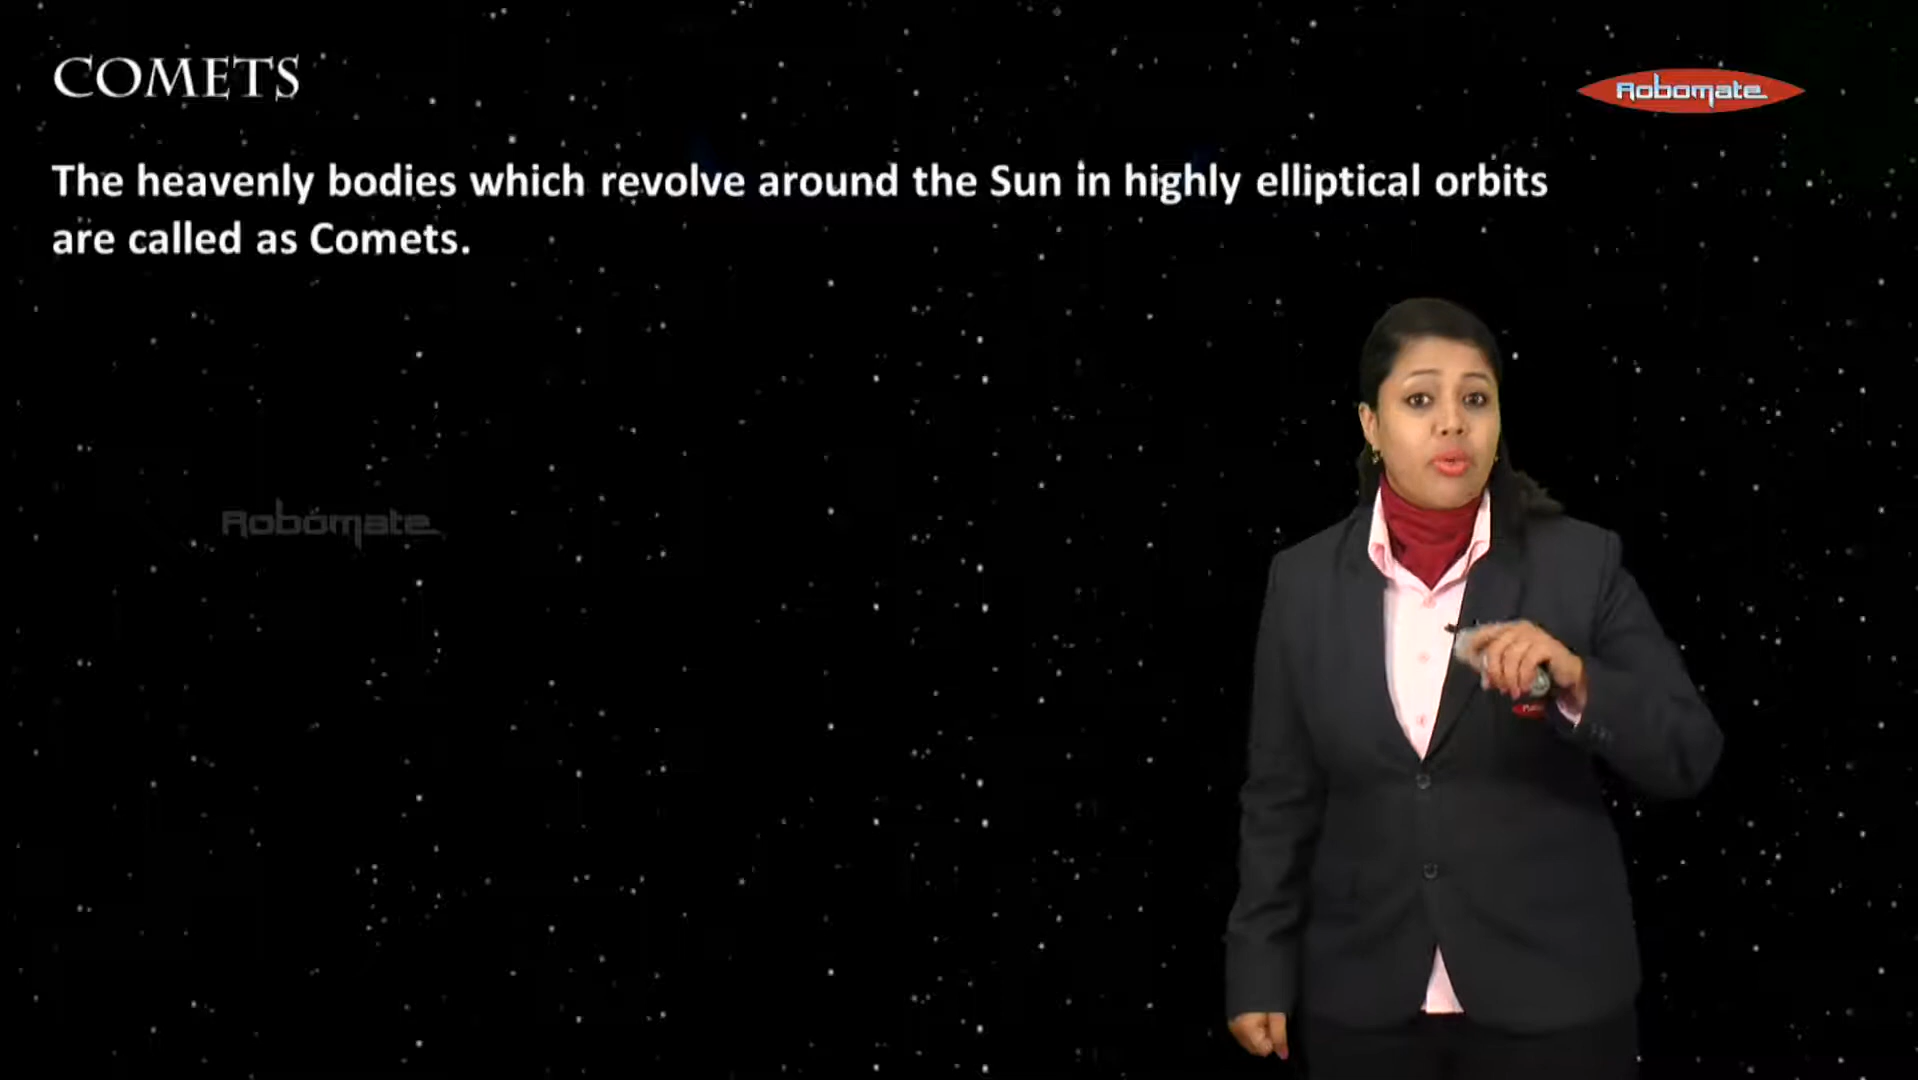 COMETS
Robomate
The heavenly bodies which revolve around the Sun in highly elliptical orbits
are called as Comets.
Robomate